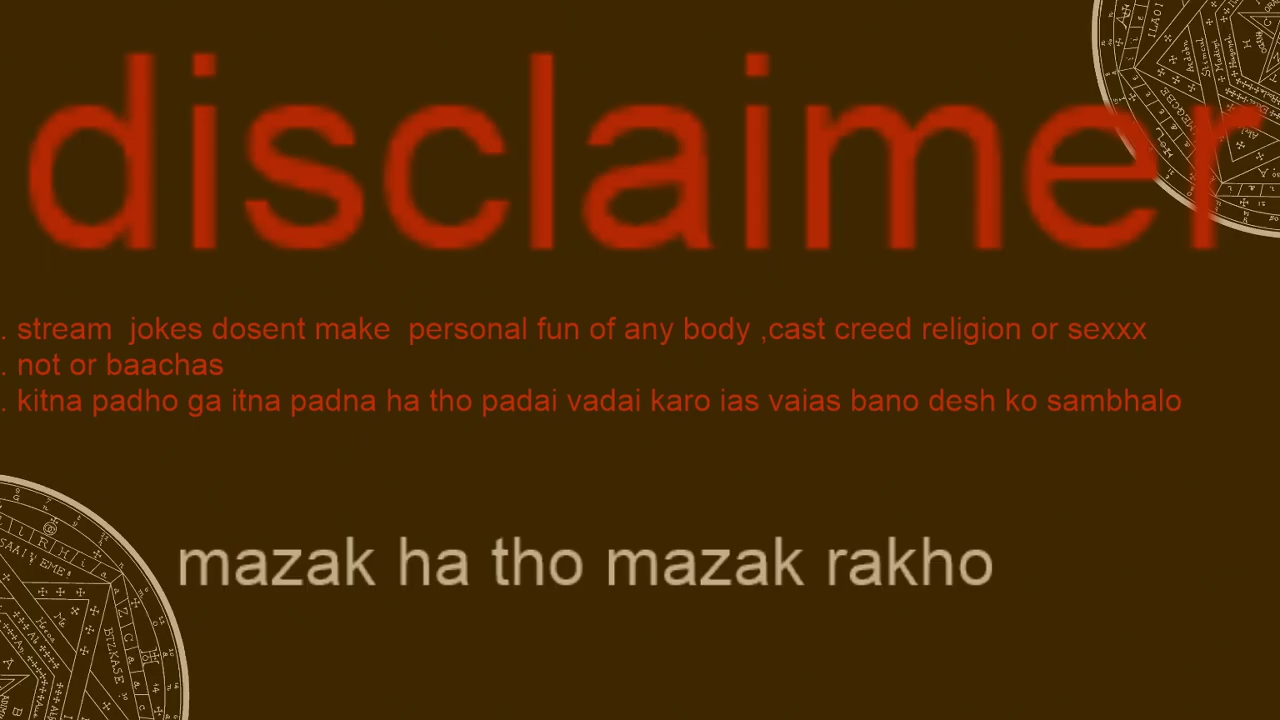 disclaimer
. stream  jokes dosent make  personal fun of any body ,cast creed religion or sexxx
. not or baachas
. kitna padho ga itna padna ha tho padai vadai karo ias vaias bano desh ko sambhalo
mazak ha tho mazak rakho